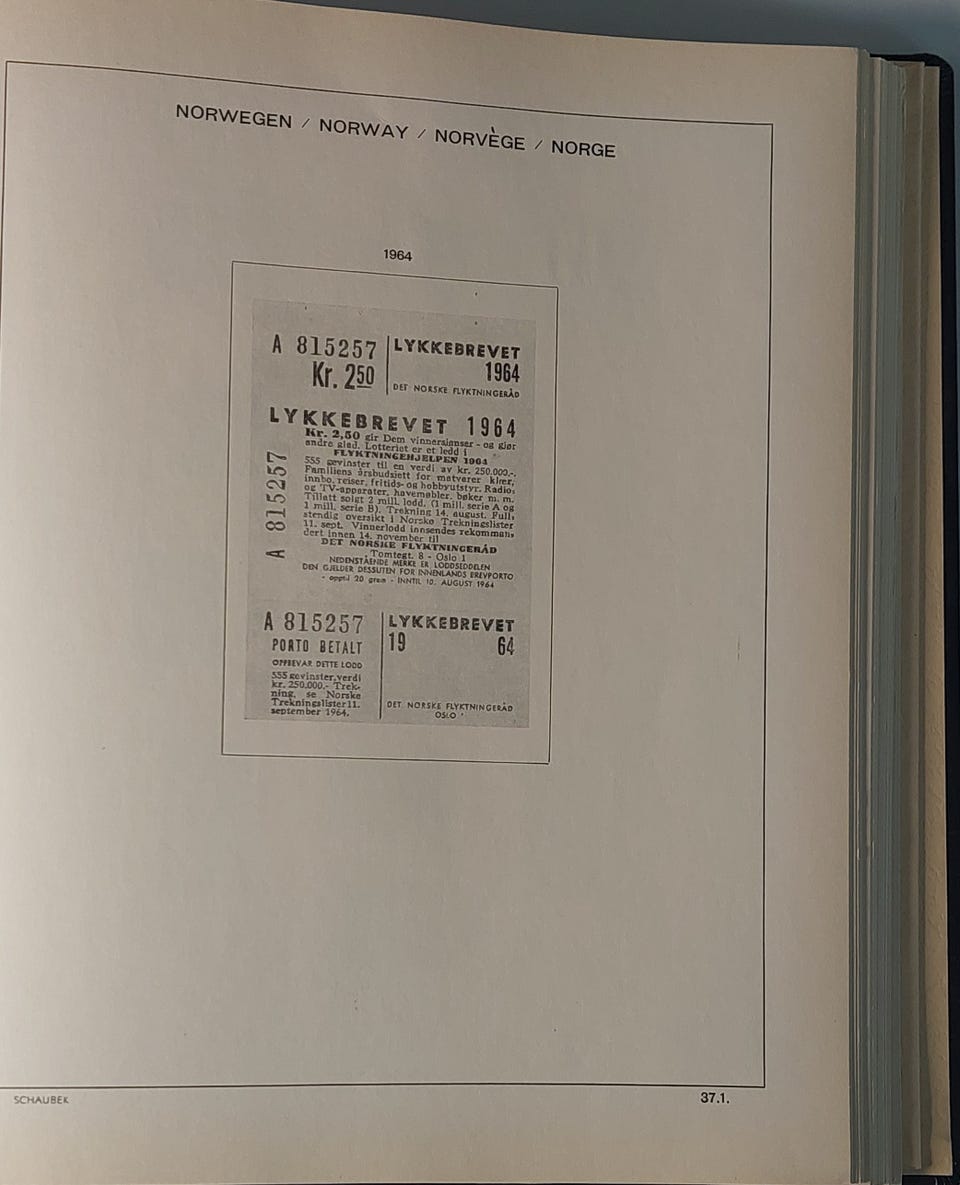 NORWEGEN / NORWAY / NORVÈGE / NORGE
1964
A 815257
Kr. 2 50
LYKKEBREVET
1964
DET NORSKE FLYKTNINGERÅD
LYKKEBREVET 1964
A 815257
Kr. 2,50 gir Dem vinnersjanser - og gjør
andre glad. Lotteriet er et ledd i
FLYKTNINGEHJELPEN 1964
555 gevinster til en verdi av kr. 250.000,-.
Familiens årsbudsjett for matvarer, klær,
innbo, reiser, fritids- og hobbyutstyr. Radio-
og TV-apparater, havemøbler, bøker m. m.
Tillatt solgt 2 mill. lodd. (1 mill. serie A og
1 mill. serie B). Trekning 14. august. Full-
stendig oversikt i Norske Trekningslister
11. sept. Vinnerlodd innsendes rekomman-
dert innen 14. november til
DET NORSKE FLYKTNINGERÅD
Tomtegt. 8 - Oslo 1
NEDENSTÅENDE MERKE ER LODDSEDDELEN
DEN GJELDER DESSUTEN FOR INNENLANDS BREVPORTO
- opptil 20 gram - INNTIL 10. AUGUST 1964
A 815257
PORTO BETALT
OPPBEVAR DETTE LODD
555 gevinster, verdi
kr. 250.000,- Trek-
ning, se Norske
Trekningslister 11.
september 1964.
LYKKEBREVET
19 64
DET NORSKE FLYKTNINGERÅD
OSLO
SCHAUBEK
37.1.